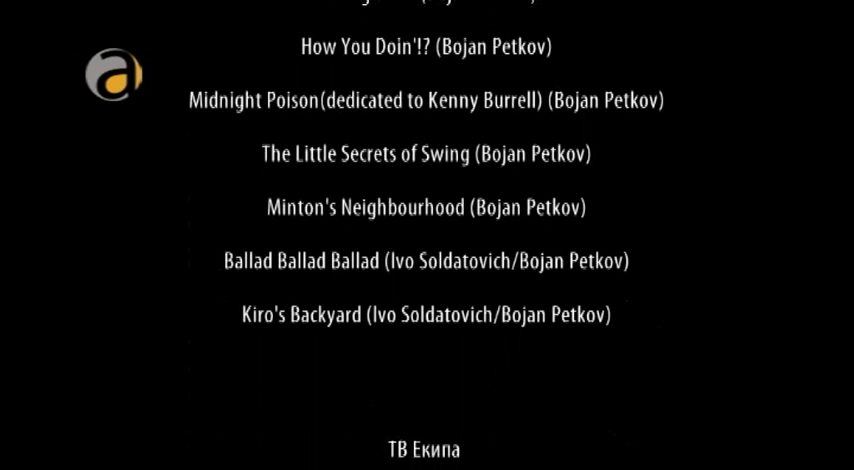 How You Doin'!? (Bojan Petkov)
Midnight Poison(dedicated to Kenny Burrell) (Bojan Petkov)
The Little Secrets of Swing (Bojan Petkov)
Minton's Neighbourhood (Bojan Petkov)
Ballad Ballad Ballad (Ivo Soldatovich/Bojan Petkov)
Kiro's Backyard (Ivo Soldatovich/Bojan Petkov)
ТВ Екипа